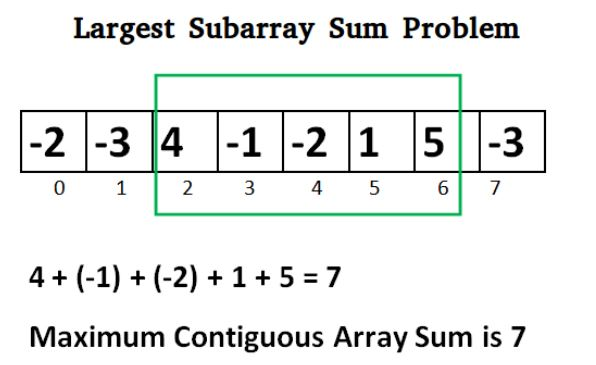 Largest Subarray Sum Problem
-2 -3 4 -1 -2 1 5 -3
0 1 2 3 4 5 6 7
4 + (-1) + (-2) + 1 + 5 = 7
Maximum Contiguous Array Sum is 7